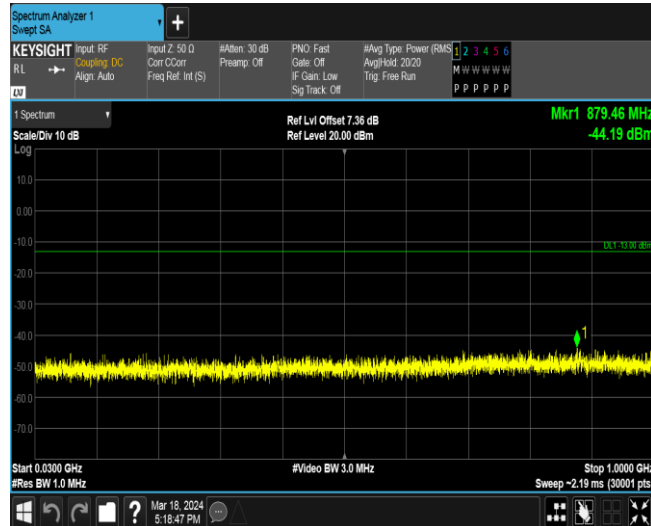 Spectrum Analyzer 1
Swept SA
+
KEYSIGHT Input: RF Input Z: 50 Ω #Atten: 30 dB PNO: Fast #Avg Type: Power (RMS 1 2 3 4 5 6
RL Coupling: DC Corr CCorr Preamp: Off Gate: Off Avg|Hold: 20/20 M W W W W W
Align: Auto Freq Ref: Int (S) IF Gain: Low Trig: Free Run
LXI Sig Track: Off P P P P P P
1 Spectrum Ref Lvl Offset 7.36 dB Mkr1 879.46 MHz
Scale/Div 10 dB Ref Level 20.00 dBm -44.19 dBm
Log
10.0
0.00
-10.0
DL1 -13.00 dBm
-20.0
-30.0
-40.0
1
-50.0
-60.0
-70.0
Start 0.0300 GHz #Video BW 3.0 MHz Stop 1.0000 GHz
#Res BW 1.0 MHz Sweep ~2.19 ms (30001 pts)
? Mar 18, 2024
5:18:47 PM